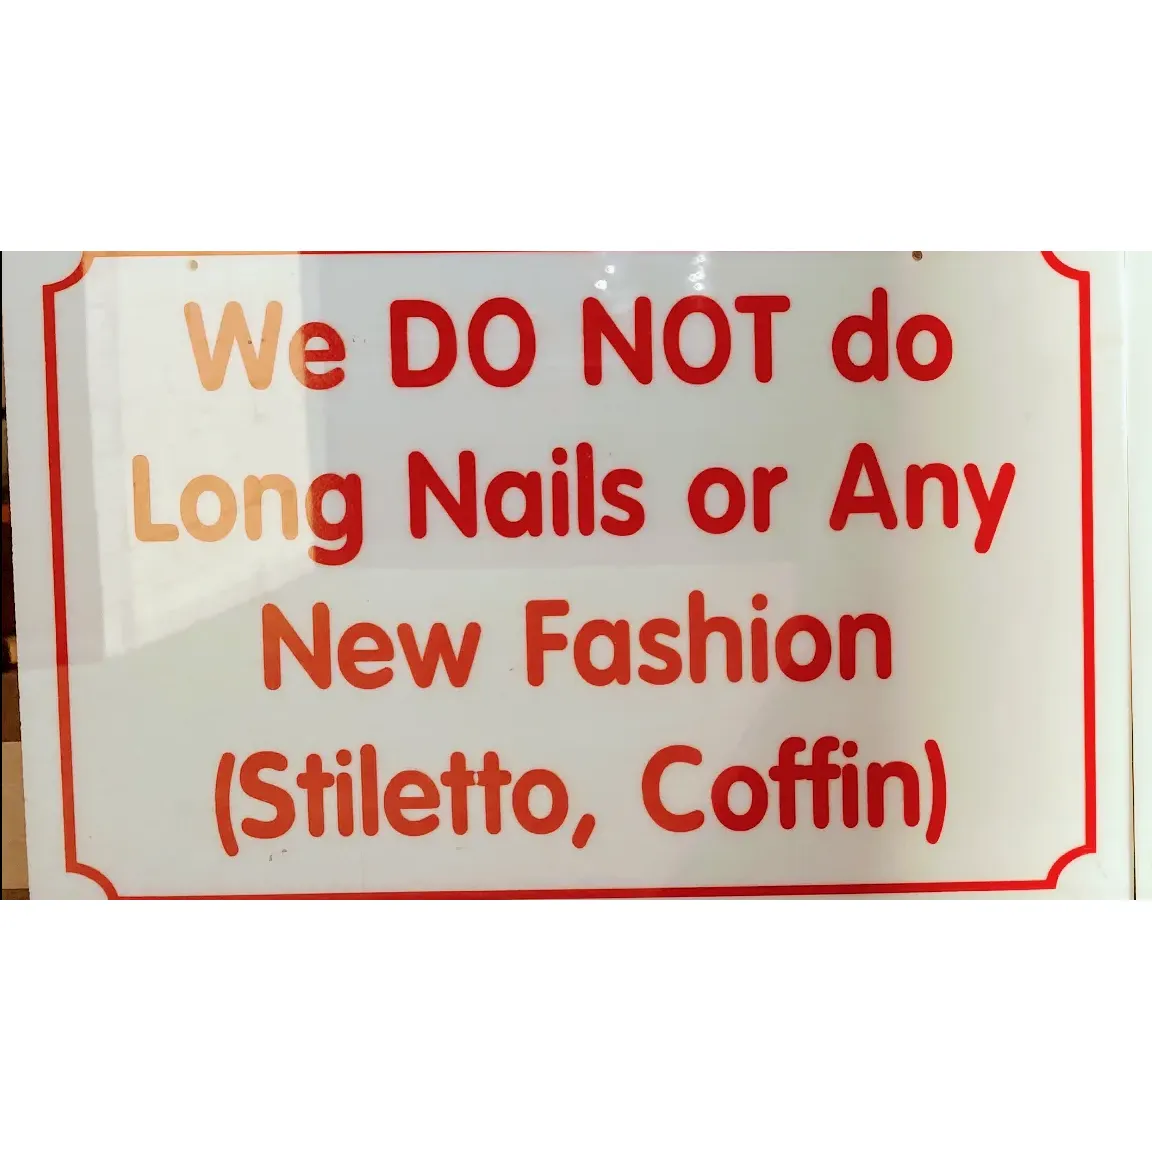 We DO NOT do
Long Nails or Any
New Fashion
(Stiletto, Coffin)